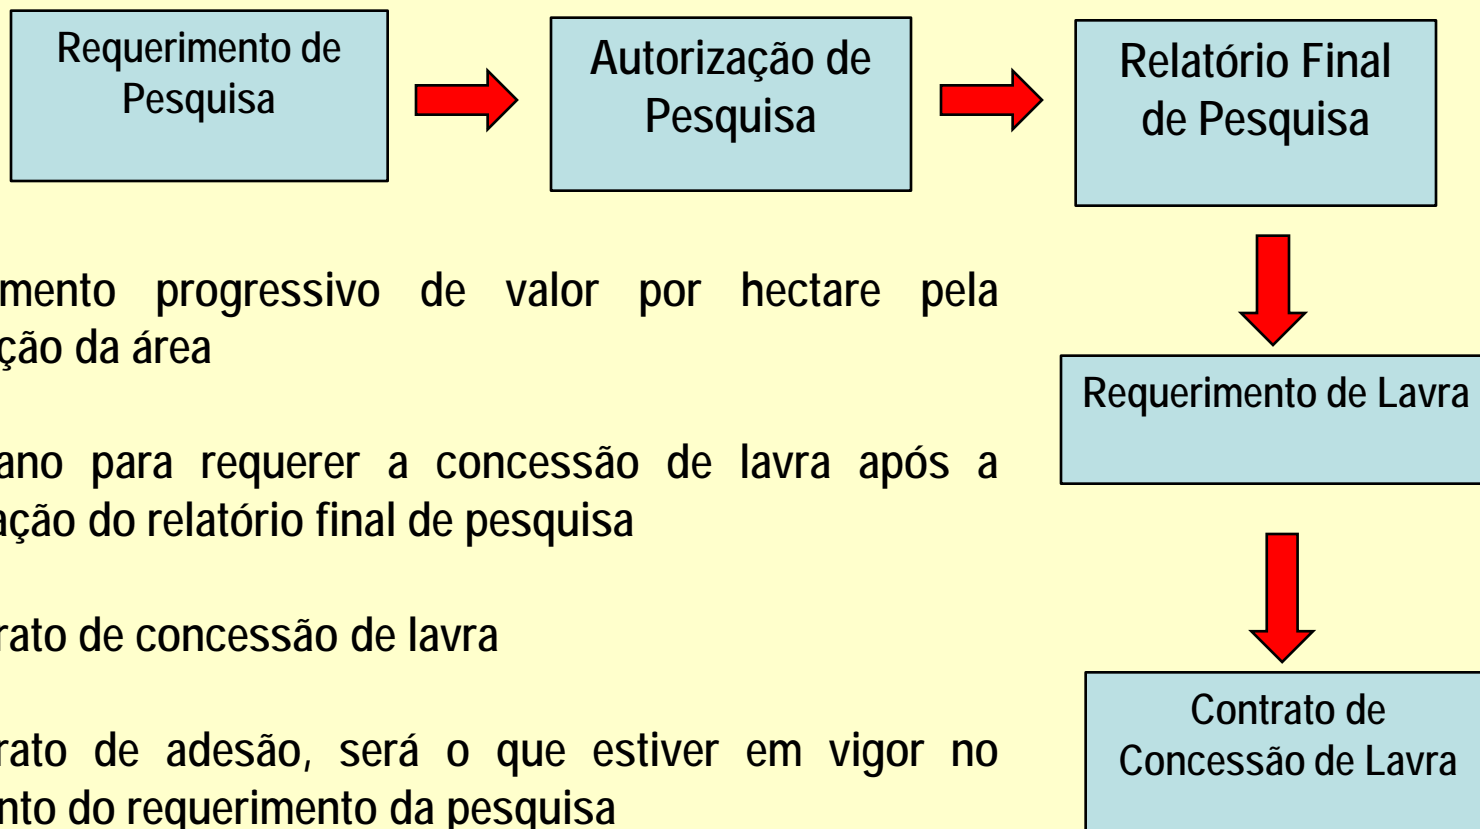 Requerimento de
Pesquisa
Autorização de
Pesquisa
Relatório Final
de Pesquisa
mento progressivo de valor por hectare pela
ção da área
ano para requerer a concessão de lavra após a
ação do relatório final de pesquisa
rato de concessão de lavra
rato de adesão, será o que estiver em vigor no
nto do requerimento da pesquisa
Requerimento de Lavra
Contrato de
Concessão de Lavra